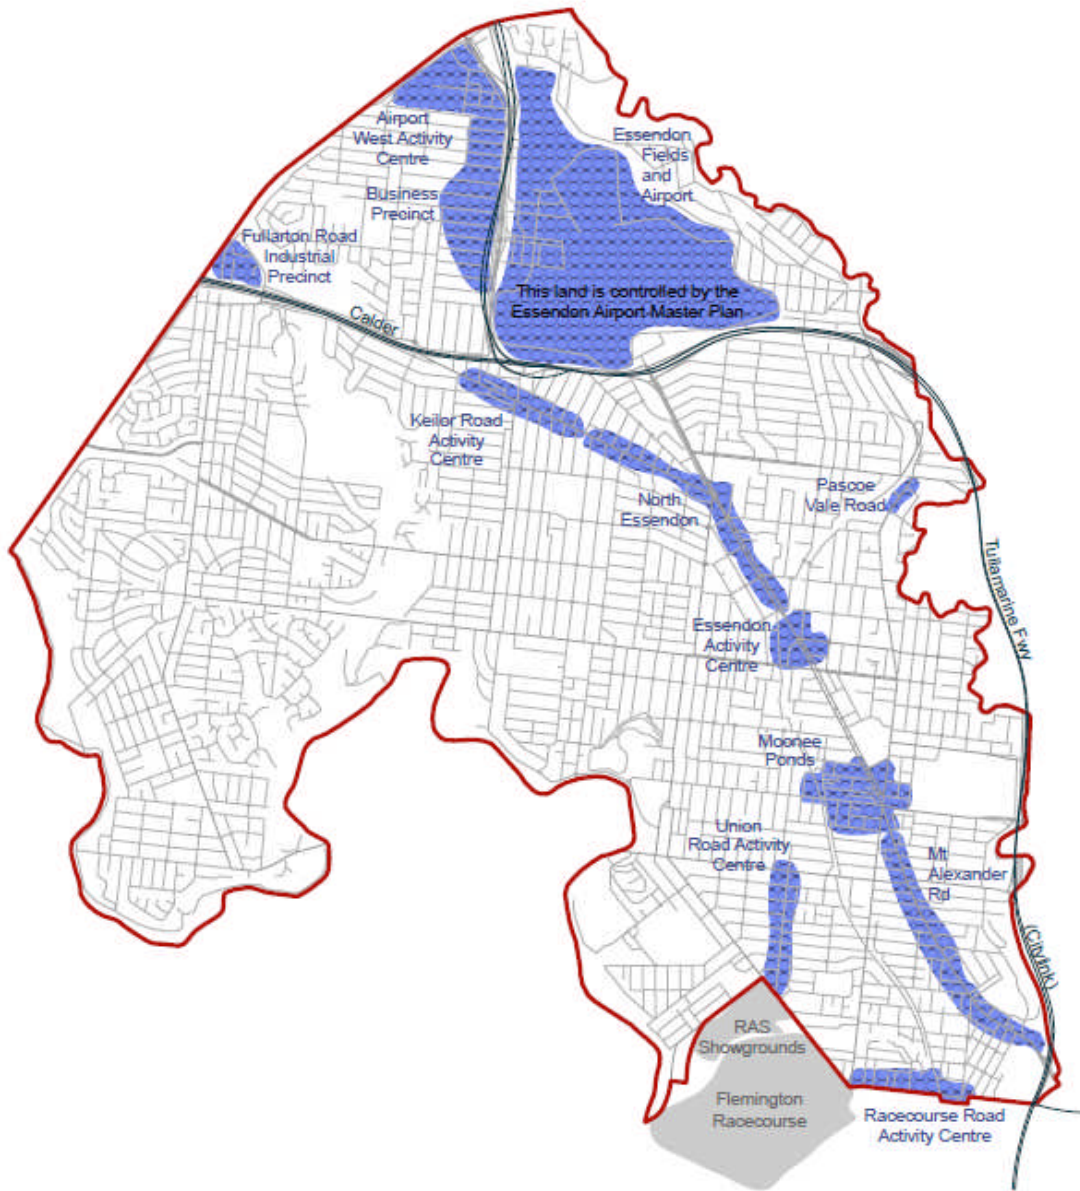 Airport
West Activity
Centre
Essendon
Fields
and
Airport
Business
Precinct
Fullarton Road
Industrial
Precinct
This land is controlled by the
Essendon Airport Master Plan
Calder
Keilor Road
Activity
Centre
North
Essendon
Pascoe
Vale Road
Tullamarine Fwy
Essendon
Activity
Centre
Moonee
Ponds
Union
Road Activity
Centre
Mt
Alexander
Rd
(Citylink)
RAS
Showgrounds
Flemington
Racecourse
Racecourse Road
Activity Centre